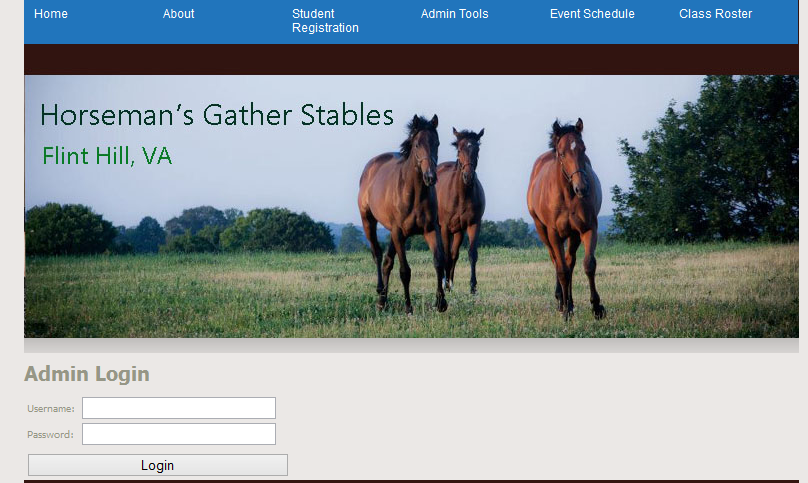 Home
About
Student
Registration
Admin Tools
Event Schedule
Class Roster
Horseman's Gather Stables
Flint Hill, VA
Admin Login
Username:
Password:
Login